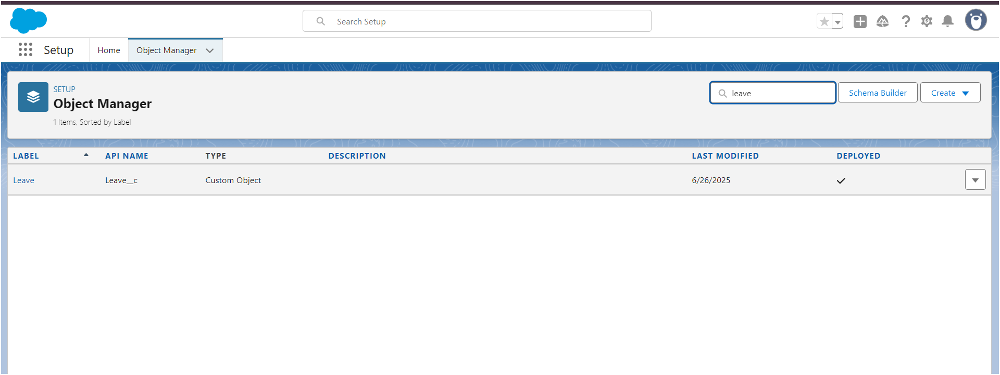 Search Setup
Setup
Home
Object Manager
SETUP
Object Manager
1 Items, Sorted by Label
leave
Schema Builder
Create
LABEL API NAME TYPE DESCRIPTION LAST MODIFIED DEPLOYED
Leave Leave__c Custom Object 6/26/2025